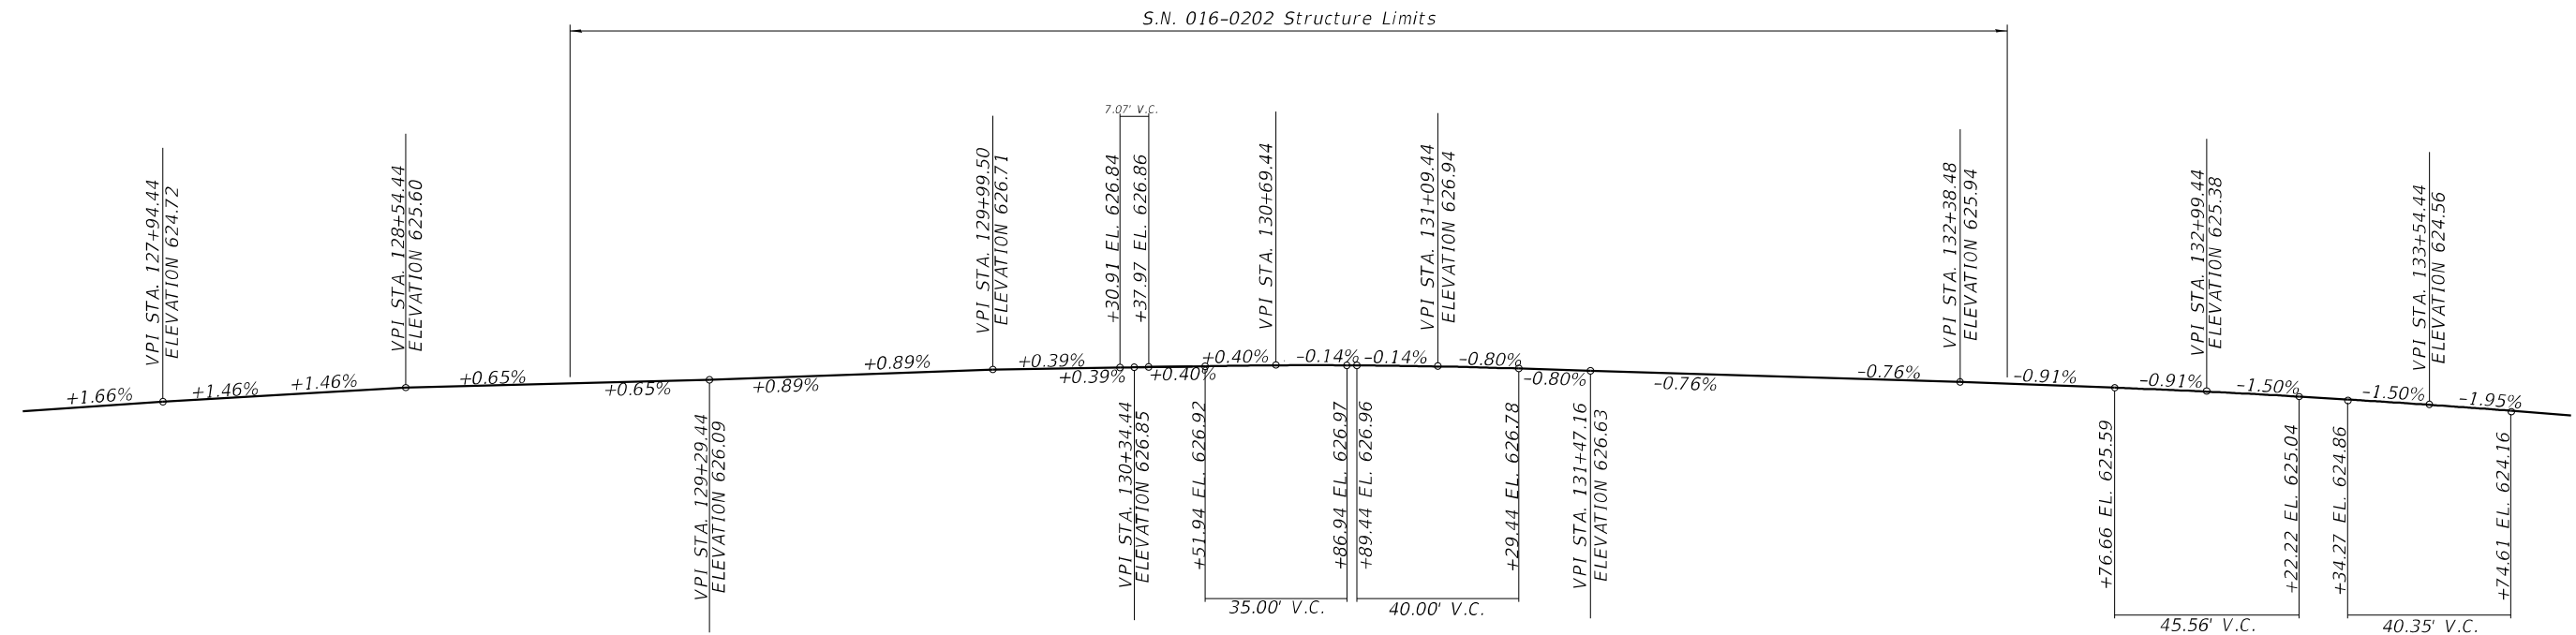 S.N. 016-0202 Structure Limits
7.07' V.C.
VPI STA. 127+94.44
ELEVATION 624.72
VPI STA. 128+54.44
ELEVATION 625.60
VPI STA. 129+99.50
ELEVATION 626.71
+30.91 EL. 626.84
+37.97 EL. 626.86
VPI STA. 130+69.44
VPI STA. 131+09.44
ELEVATION 626.94
VPI STA. 132+38.48
ELEVATION 625.94
VPI STA. 132+99.44
ELEVATION 625.38
VPI STA. 133+54.44
ELEVATION 624.56
+1.66%
+1.46%
+1.46%
+0.65%
+0.65%
+0.89%
+0.89%
+0.39%
+0.39%
+0.40%
+0.40%
-0.14%
-0.14%
-0.80%
-0.80%
-0.76%
-0.76%
-0.91%
-0.91%
-1.50%
-1.50%
-1.95%
VPI STA. 129+29.44
ELEVATION 626.09
VPI STA. 130+34.44
ELEVATION 626.85
+51.94 EL. 626.92
+86.94 EL. 626.97
+89.44 EL. 626.96
+29.44 EL. 626.78
VPI STA. 131+47.16
ELEVATION 626.63
+76.66 EL. 625.59
+22.22 EL. 625.04
+34.27 EL. 624.86
+74.61 EL. 624.16
35.00' V.C.
40.00' V.C.
45.56' V.C.
40.35' V.C.